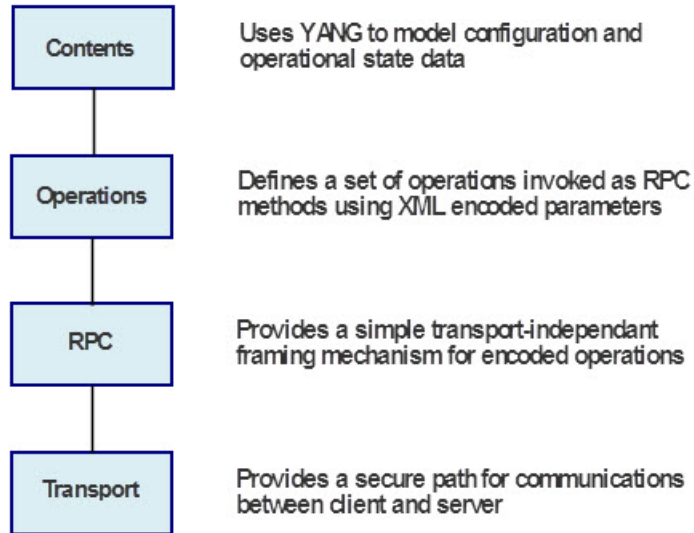 Contents
Uses YANG to model configuration and
operational state data
Operations
Defines a set of operations invoked as RPC
methods using XML encoded parameters
RPC
Provides a simple transport-independant
framing mechanism for encoded operations
Transport
Provides a secure path for communications
between client and server